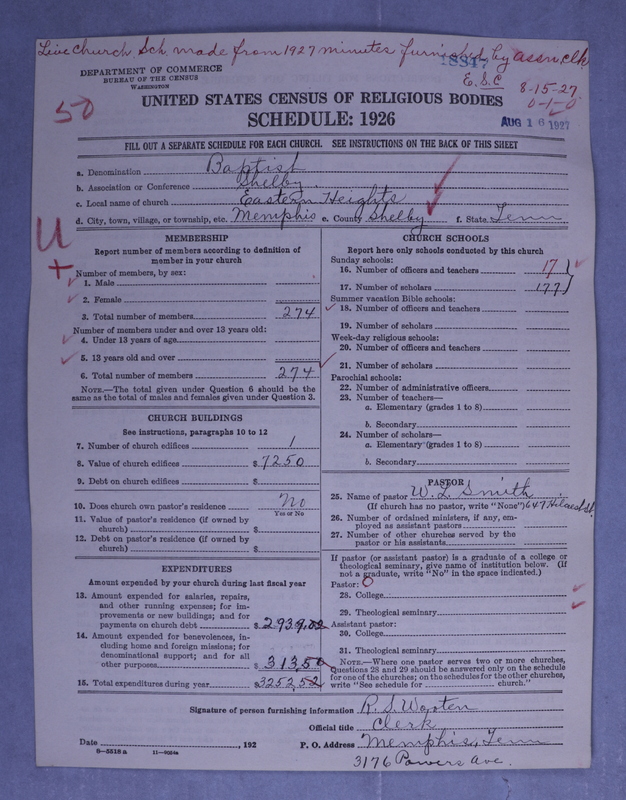 Live Church Sch. made from 1927 minutes furnished by assn. clk.
DEPARTMENT OF COMMERCE
BUREAU OF THE CENSUS
WASHINGTON
E.S.C
8-15-27
0-1-0
50
AUG 16 1927
UNITED STATES CENSUS OF RELIGIOUS BODIES
SCHEDULE: 1926
FILL OUT A SEPARATE SCHEDULE FOR EACH CHURCH. SEE INSTRUCTIONS ON THE BACK OF THIS SHEET
a. Denomination Baptist
b. Association or Conference Shelby
c. Local name of church Eastern Heights
d. City, town, village, or township, etc. Memphis e. County Shelby f. State Tenn
U
+
MEMBERSHIP
Report number of members according to definition of
member in your church
Number of members, by sex:
1. Male
2. Female
3. Total number of members 274
Number of members under and over 13 years old:
4. Under 13 years of age
5. 13 years old and over
6. Total number of members 274
NOTE.—The total given under Question 6 should be the
same as the total of males and females given under Question 3.
CHURCH BUILDINGS
See instructions, paragraphs 10 to 12
7. Number of church edifices 1
8. Value of church edifices $ 7250
9. Debt on church edifices $
10. Does church own pastor's residence No
Yes or No
11. Value of pastor's residence (if owned by
church) $
12. Debt on pastor's residence (if owned by
church) $
EXPENDITURES
Amount expended by your church during last fiscal year
13. Amount expended for salaries, repairs,
and other running expenses; for im-
provements or new buildings; and for
payments on church debt $ 2939,02
14. Amount expended for benevolences, in-
cluding home and foreign missions; for
denominational support; and for all
other purposes $ 313,50
15. Total expenditures during year $ 3252 52
CHURCH SCHOOLS
Report here only schools conducted by this church
Sunday schools:
16. Number of officers and teachers 17
17. Number of scholars 177
Summer vacation Bible schools:
18. Number of officers and teachers
19. Number of scholars
Week-day religious schools:
20. Number of officers and teachers
21. Number of scholars
Parochial schools:
22. Number of administrative officers
23. Number of teachers—
a. Elementary (grades 1 to 8)
b. Secondary
24. Number of scholars—
a. Elementary (grades 1 to 8)
b. Secondary
PASTOR
25. Name of pastor W. L. Smith
(If church has no pastor, write "None") 647
26. Number of ordained ministers, if any, em-
ployed as assistant pastors
27. Number of other churches served by the
pastor or his assistants
If pastor (or assistant pastor) is a graduate of a college or
theological seminary, give name of institution below. (If
not a graduate, write "No" in the space indicated.)
Pastor: 0
28. College
29. Theological seminary
Assistant pastor:
30. College
31. Theological seminary
NOTE.—Where one pastor serves two or more churches,
Questions 28 and 29 should be answered only on the schedule
for one of the churches; on the schedules for the other churches,
write "See schedule for church."
Signature of person furnishing information R. S. Wooten
Official title Clerk
Date , 192 P. O. Address Memphis, Tenn
8—5518 a 11—9054a
3176 Powers Ave.